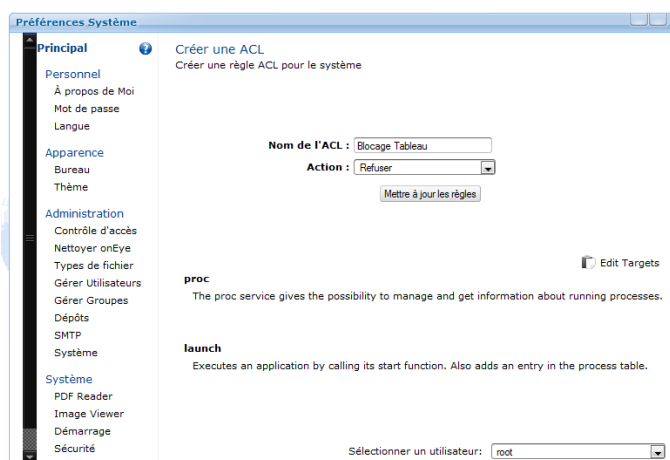 Préférences Système
Principal
Personnel
À propos de Moi
Mot de passe
Langue
Apparence
Bureau
Thème
Administration
Contrôle d'accès
Nettoyer onEye
Types de fichier
Gérer Utilisateurs
Gérer Groupes
Dépôts
SMTP
Système
Système
PDF Reader
Image Viewer
Démarrage
Sécurité
Créer une ACL
Créer une règle ACL pour le système
Nom de l'ACL : Blocage Tableau
Action : Refuser
Mettre à jour les règles
Edit Targets
proc
The proc service gives the possibility to manage and get information about running processes.
launch
Executes an application by calling its start function. Also adds an entry in the process table.
Sélectionner un utilisateur: root